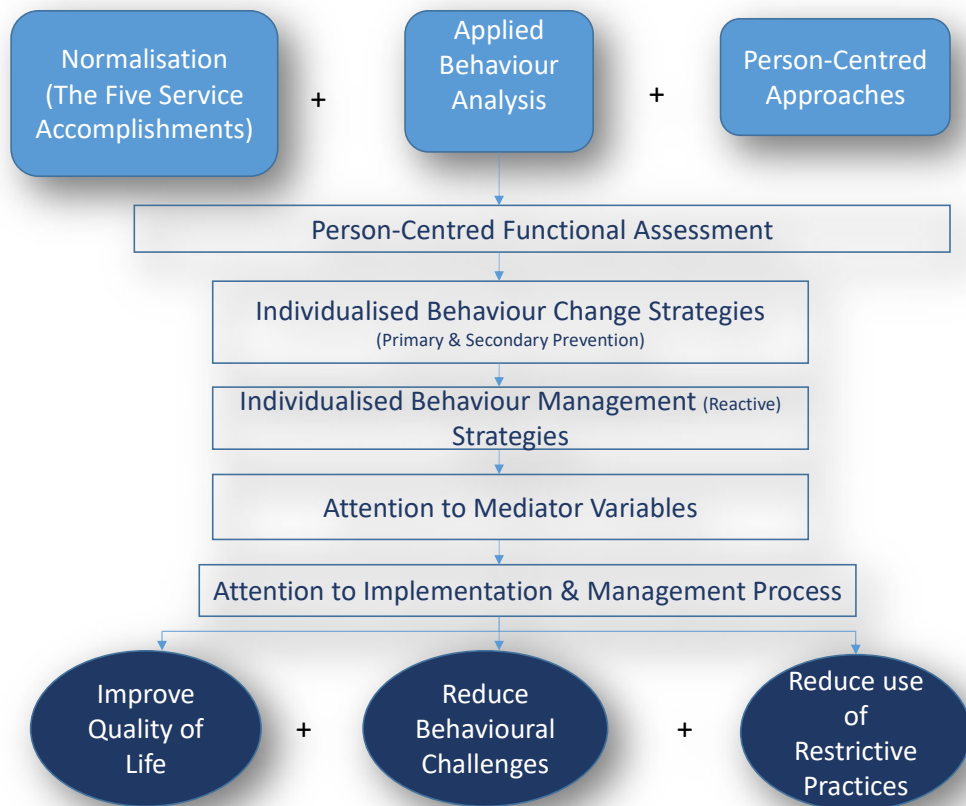 Normalisation
(The Five Service
Accomplishments)
+
Applied
Behaviour
Analysis
+
Person-Centred
Approaches
Person-Centred Functional Assessment
Individualised Behaviour Change Strategies
(Primary & Secondary Prevention)
Individualised Behaviour Management (Reactive)
Strategies
Attention to Mediator Variables
Attention to Implementation & Management Process
Improve
Quality of
Life
+
Reduce
Behavioural
Challenges
+
Reduce use
of
Restrictive
Practices